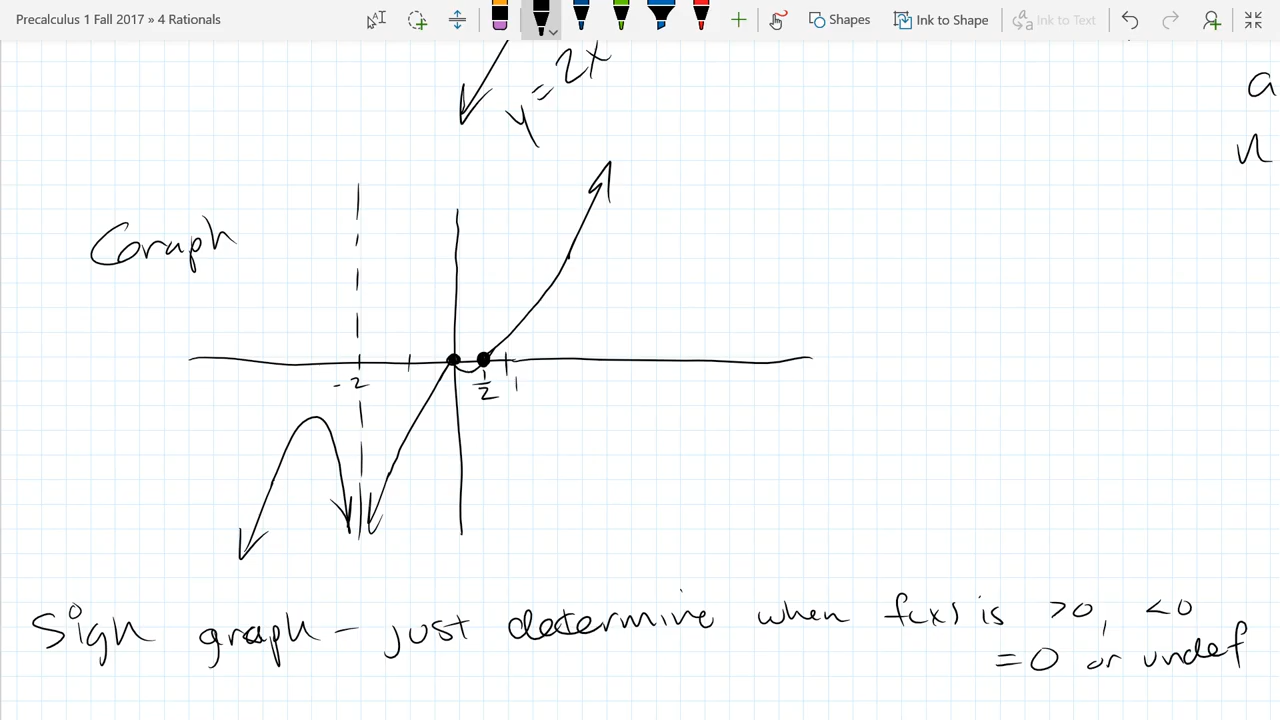 Precalculus 1 Fall 2017 » 4 Rationals
Shapes
Ink to Shape
Ink to Text
y = 2x
a
n
Graph
-2
1/2
1
Sign graph – just determine when f(x) is >0, <0
=0 or undef